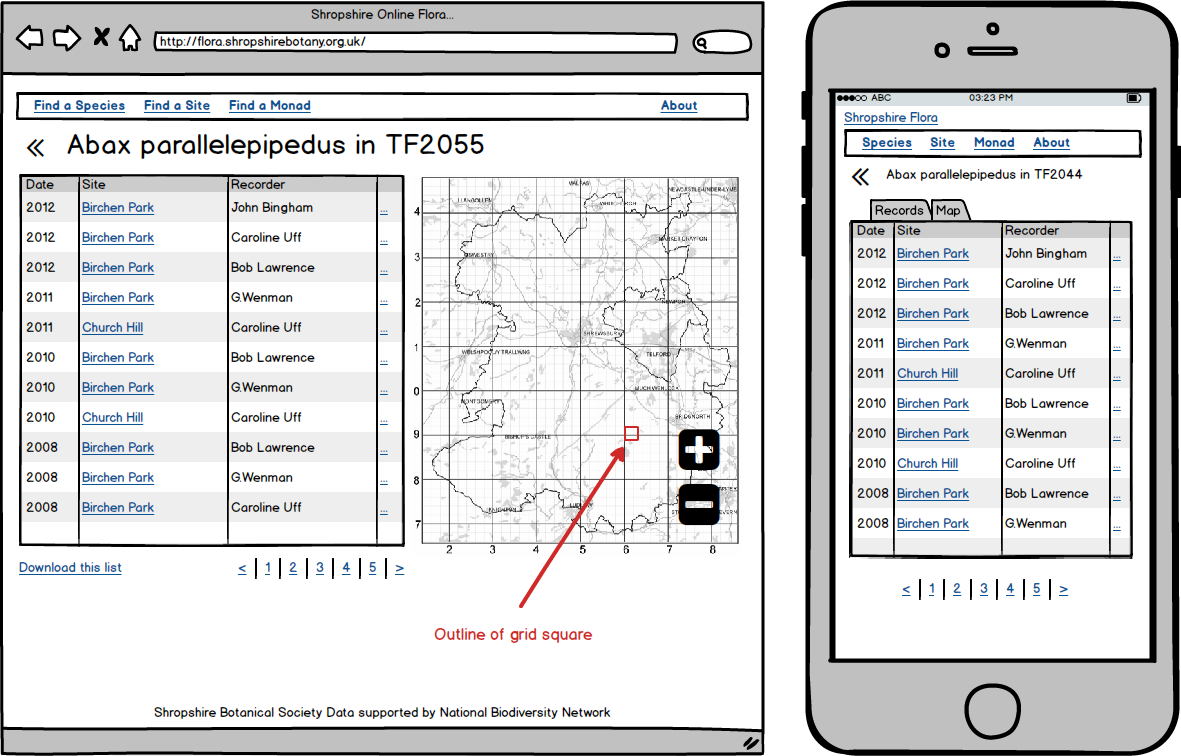 Shropshire Online Flora...
http://flora.shropshirebotany.org.uk/
Find a Species Find a Site Find a Monad About
Abax parallelepipedus in TF2055
Date Site Recorder
2012 Birchen Park John Bingham ...
2012 Birchen Park Caroline Uff ...
2012 Birchen Park Bob Lawrence ...
2011 Birchen Park G.Wenman ...
2011 Church Hill Caroline Uff ...
2010 Birchen Park Bob Lawrence ...
2010 Birchen Park G.Wenman ...
2010 Church Hill Caroline Uff ...
2008 Birchen Park Bob Lawrence ...
2008 Birchen Park G.Wenman ...
2008 Birchen Park Caroline Uff ...
Download this list
< 1 2 3 4 5 >
LLANGOLLEN
WHITCHURCH
NEWCASTLE-UNDER-LYME
MARKET DRAYTON
OSWESTRY
NEWPORT
SHREWSBURY
WELSHPOOL/Y TRALLWNG
TELFORD
MUCH WENLOCK
MONTGOMERY
BRIDGNORTH
BISHOP'S CASTLE
KNIGHTON
LUDLOW
4
3
2
1
0
9
8
7
2 3 4 5 6 7 8
Outline of grid square
Shropshire Botanical Society Data supported by National Biodiversity Network
ABC 03:23 PM
Shropshire Flora
Species Site Monad About
Abax parallelepipedus in TF2044
Records Map
Date Site Recorder
2012 Birchen Park John Bingham ...
2012 Birchen Park Caroline Uff ...
2012 Birchen Park Bob Lawrence ...
2011 Birchen Park G.Wenman ...
2011 Church Hill Caroline Uff ...
2010 Birchen Park Bob Lawrence ...
2010 Birchen Park G.Wenman ...
2010 Church Hill Caroline Uff ...
2008 Birchen Park Bob Lawrence ...
2008 Birchen Park G.Wenman ...
< 1 2 3 4 5 >